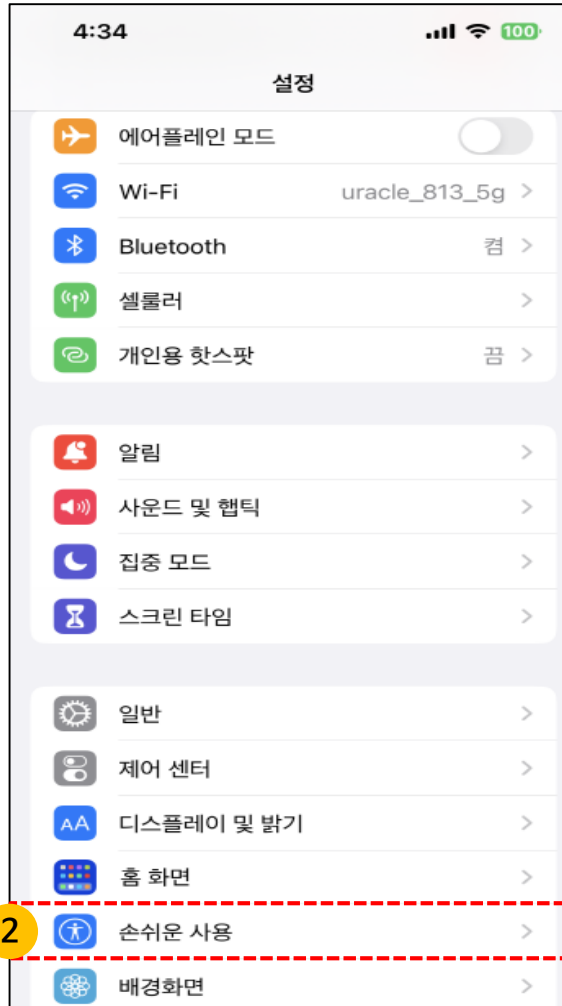 4:34 100
설정
에어플레인 모드
Wi-Fi uracle_813_5g
Bluetooth 켬
셀룰러
개인용 핫스팟 끔
알림
사운드 및 햅틱
집중 모드
스크린 타임
일반
제어 센터
AA 디스플레이 및 밝기
홈 화면
2 손쉬운 사용
배경화면